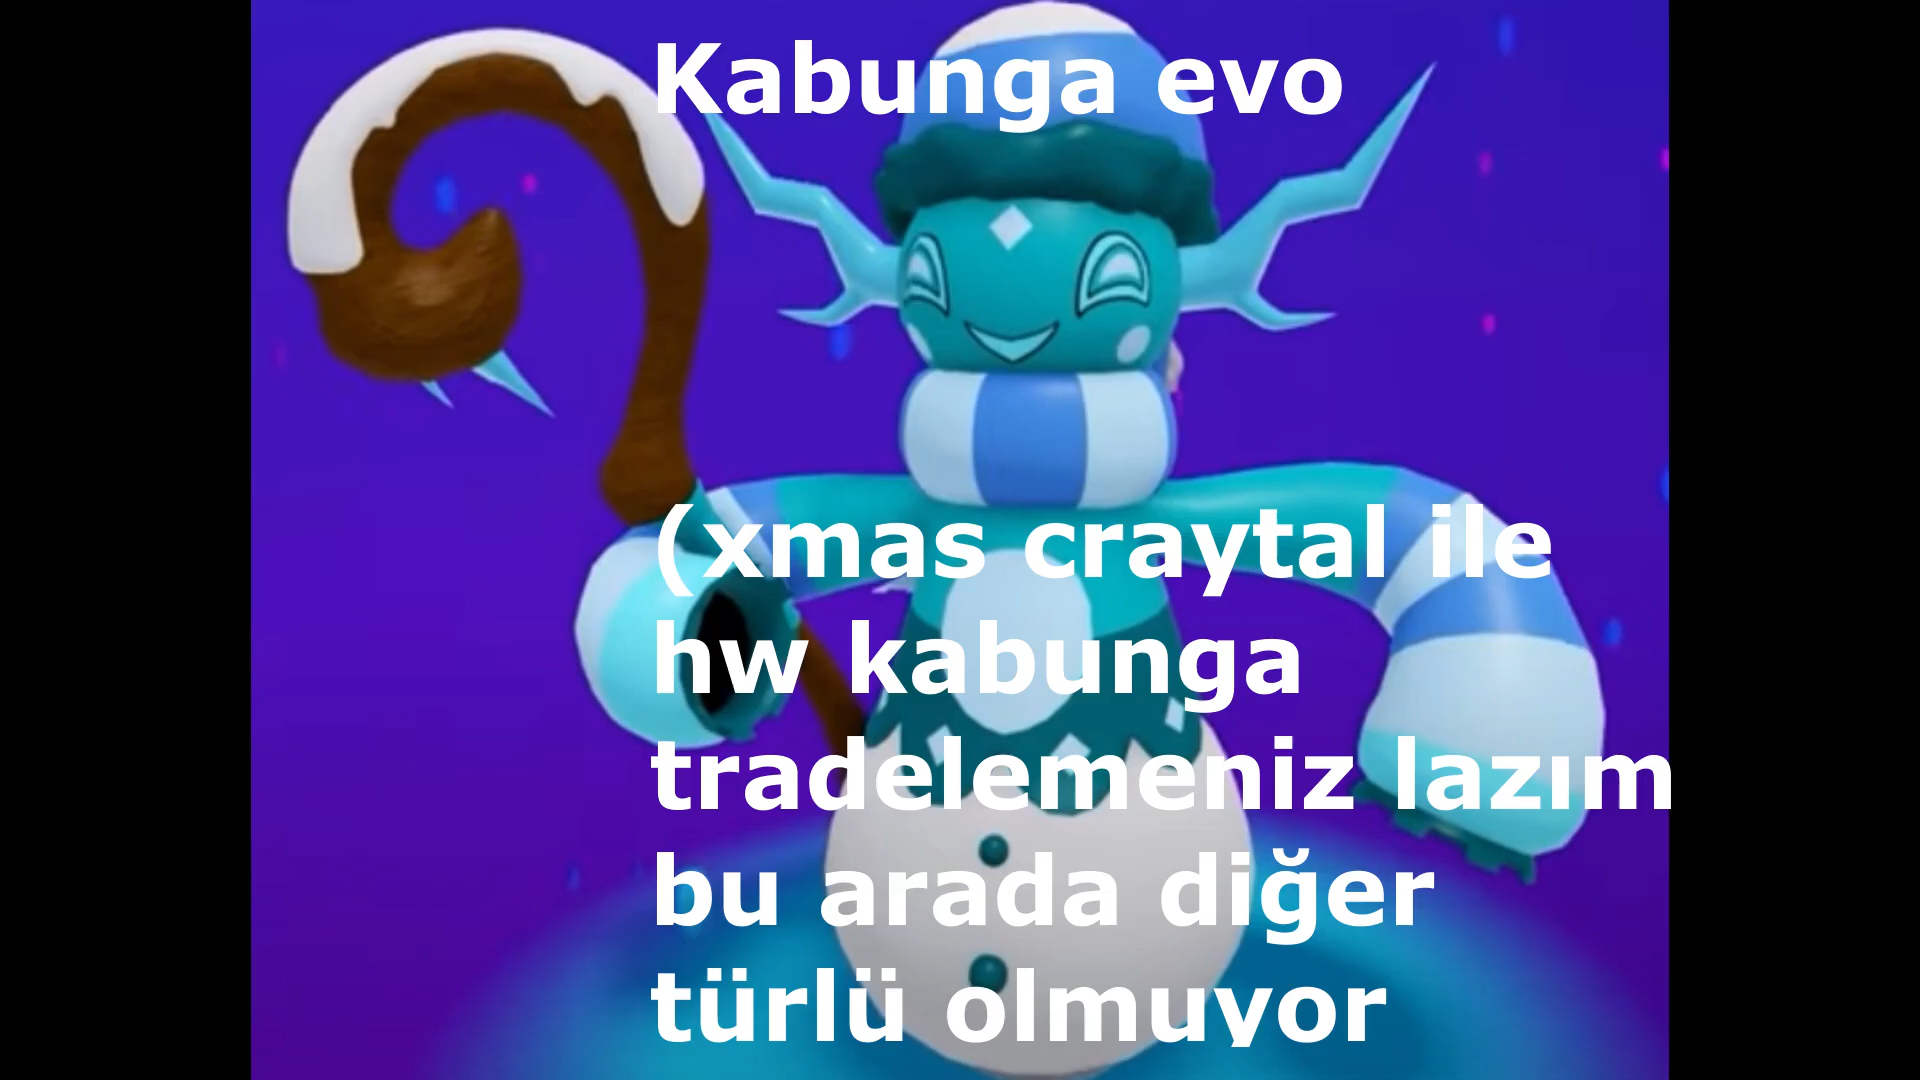 Kabunga evo
(xmas craytal ile
hw kabunga
tradelemeniz lazım
bu arada diğer
türlü olmuyor